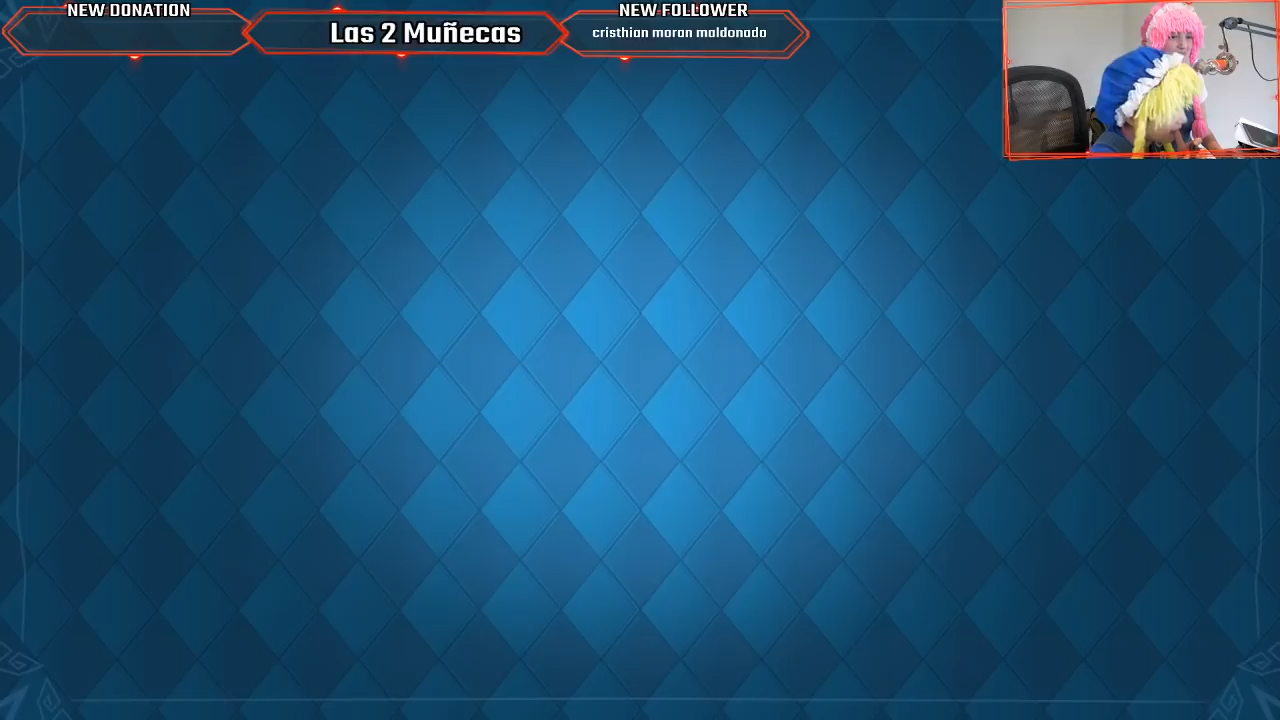 NEW DONATION
Las 2 Muñecas
NEW FOLLOWER
cristhian moran maldonado